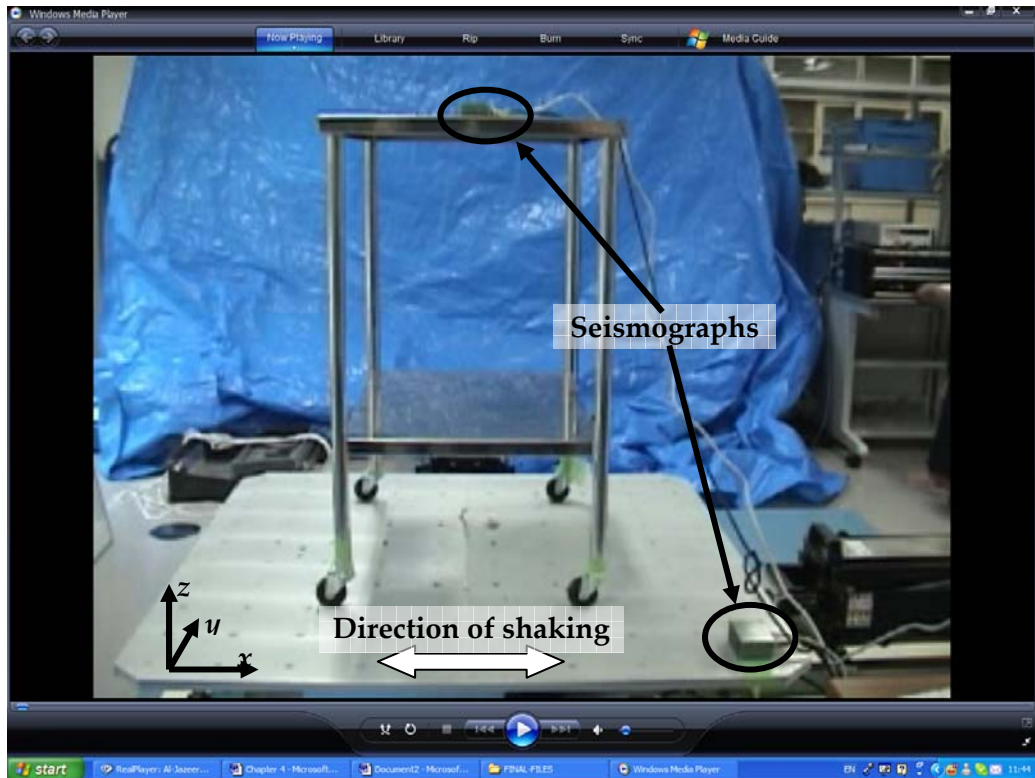 Windows Media Player
Now Playing Library Rip Burn Sync Media Guide
Seismographs
z
y
x
Direction of shaking
start RealPlayer: Al-Jazeer... Chapter 4 - Microsoft... Document2 - Microsof... FINAL-FILES Windows Media Player EN 11:44